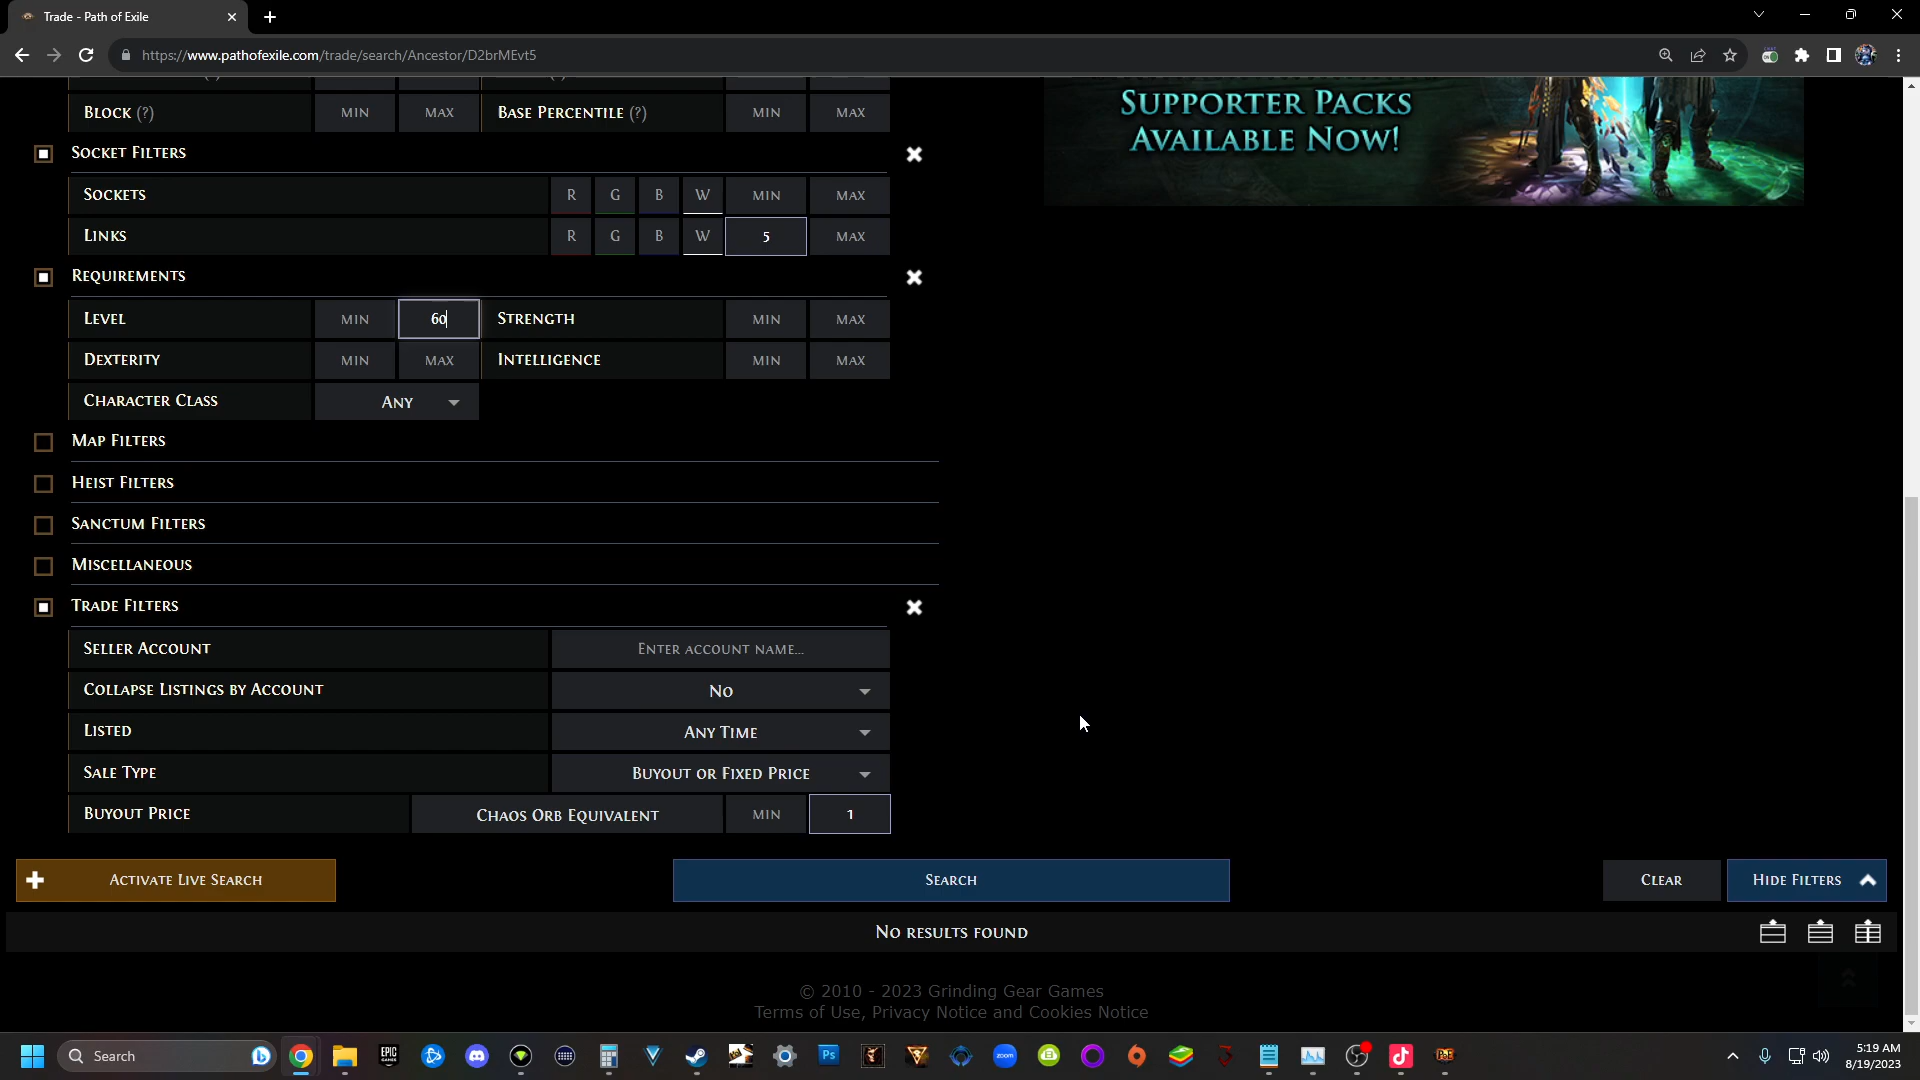 Trade - Path of Exile
https://www.pathofexile.com/trade/search/Ancestor/D2brMEvt5
Block (?) MIN MAX Base Percentile (?) MIN MAX
Supporter Packs
Available Now!
Socket Filters
Sockets R G B W MIN MAX
Links R G B W 5 MAX
Requirements
Level MIN 60 Strength MIN MAX
Dexterity MIN MAX Intelligence MIN MAX
Character Class Any
Map Filters
Heist Filters
Sanctum Filters
Miscellaneous
Trade Filters
Seller Account Enter account name...
Collapse Listings by Account No
Listed Any Time
Sale Type Buyout or Fixed Price
Buyout Price Chaos Orb Equivalent MIN 1
Activate Live Search Search Clear Hide Filters
No results found
© 2010 - 2023 Grinding Gear Games
Terms of Use, Privacy Notice and Cookies Notice
Search EPIC GAMES Ps zoom 5:19 AM
8/19/2023